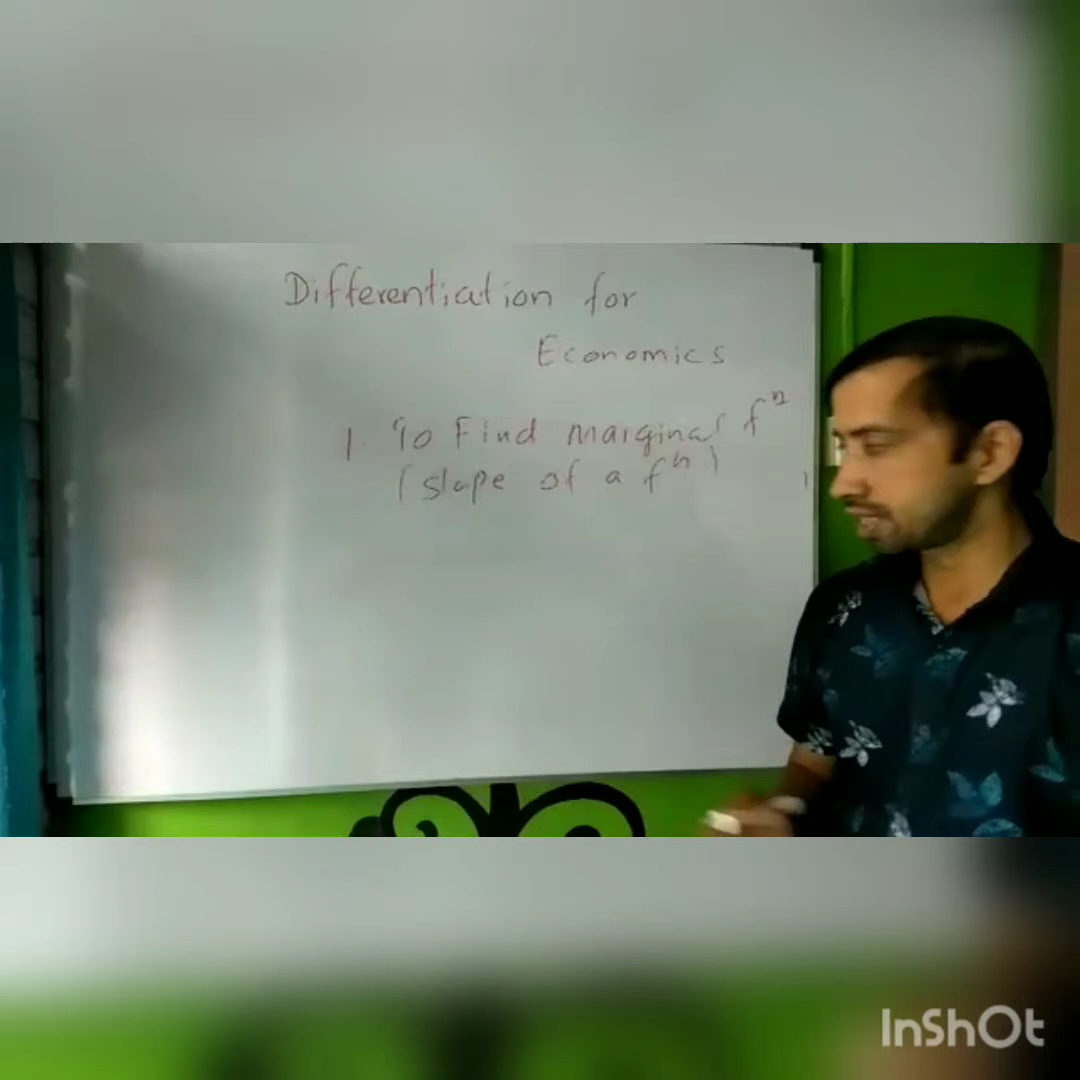 Differentiation for
Economics
1. To Find marginal fⁿ
(slope of a fⁿ)
InShOt